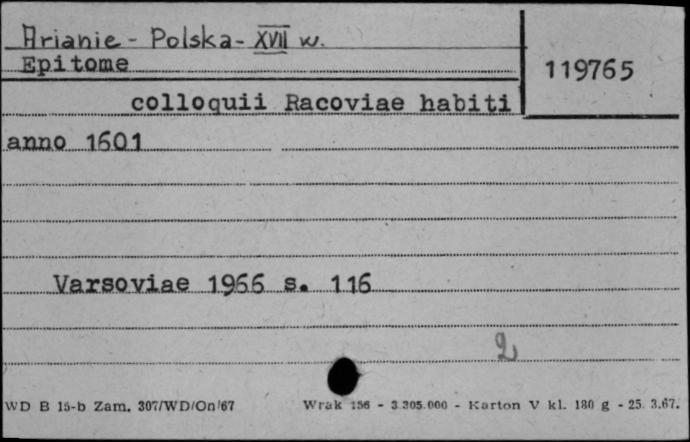 Arianie - Polska - XVII w.
Epitome
119765
colloquii Racoviae habiti
anno 1601
Varsoviae 1966 s. 116
2
WD B 15-b Zam. 307/WD/On/67 Wrak 156 - 3.305.000 - Karton V kl. 180 g - 25. 3.67.